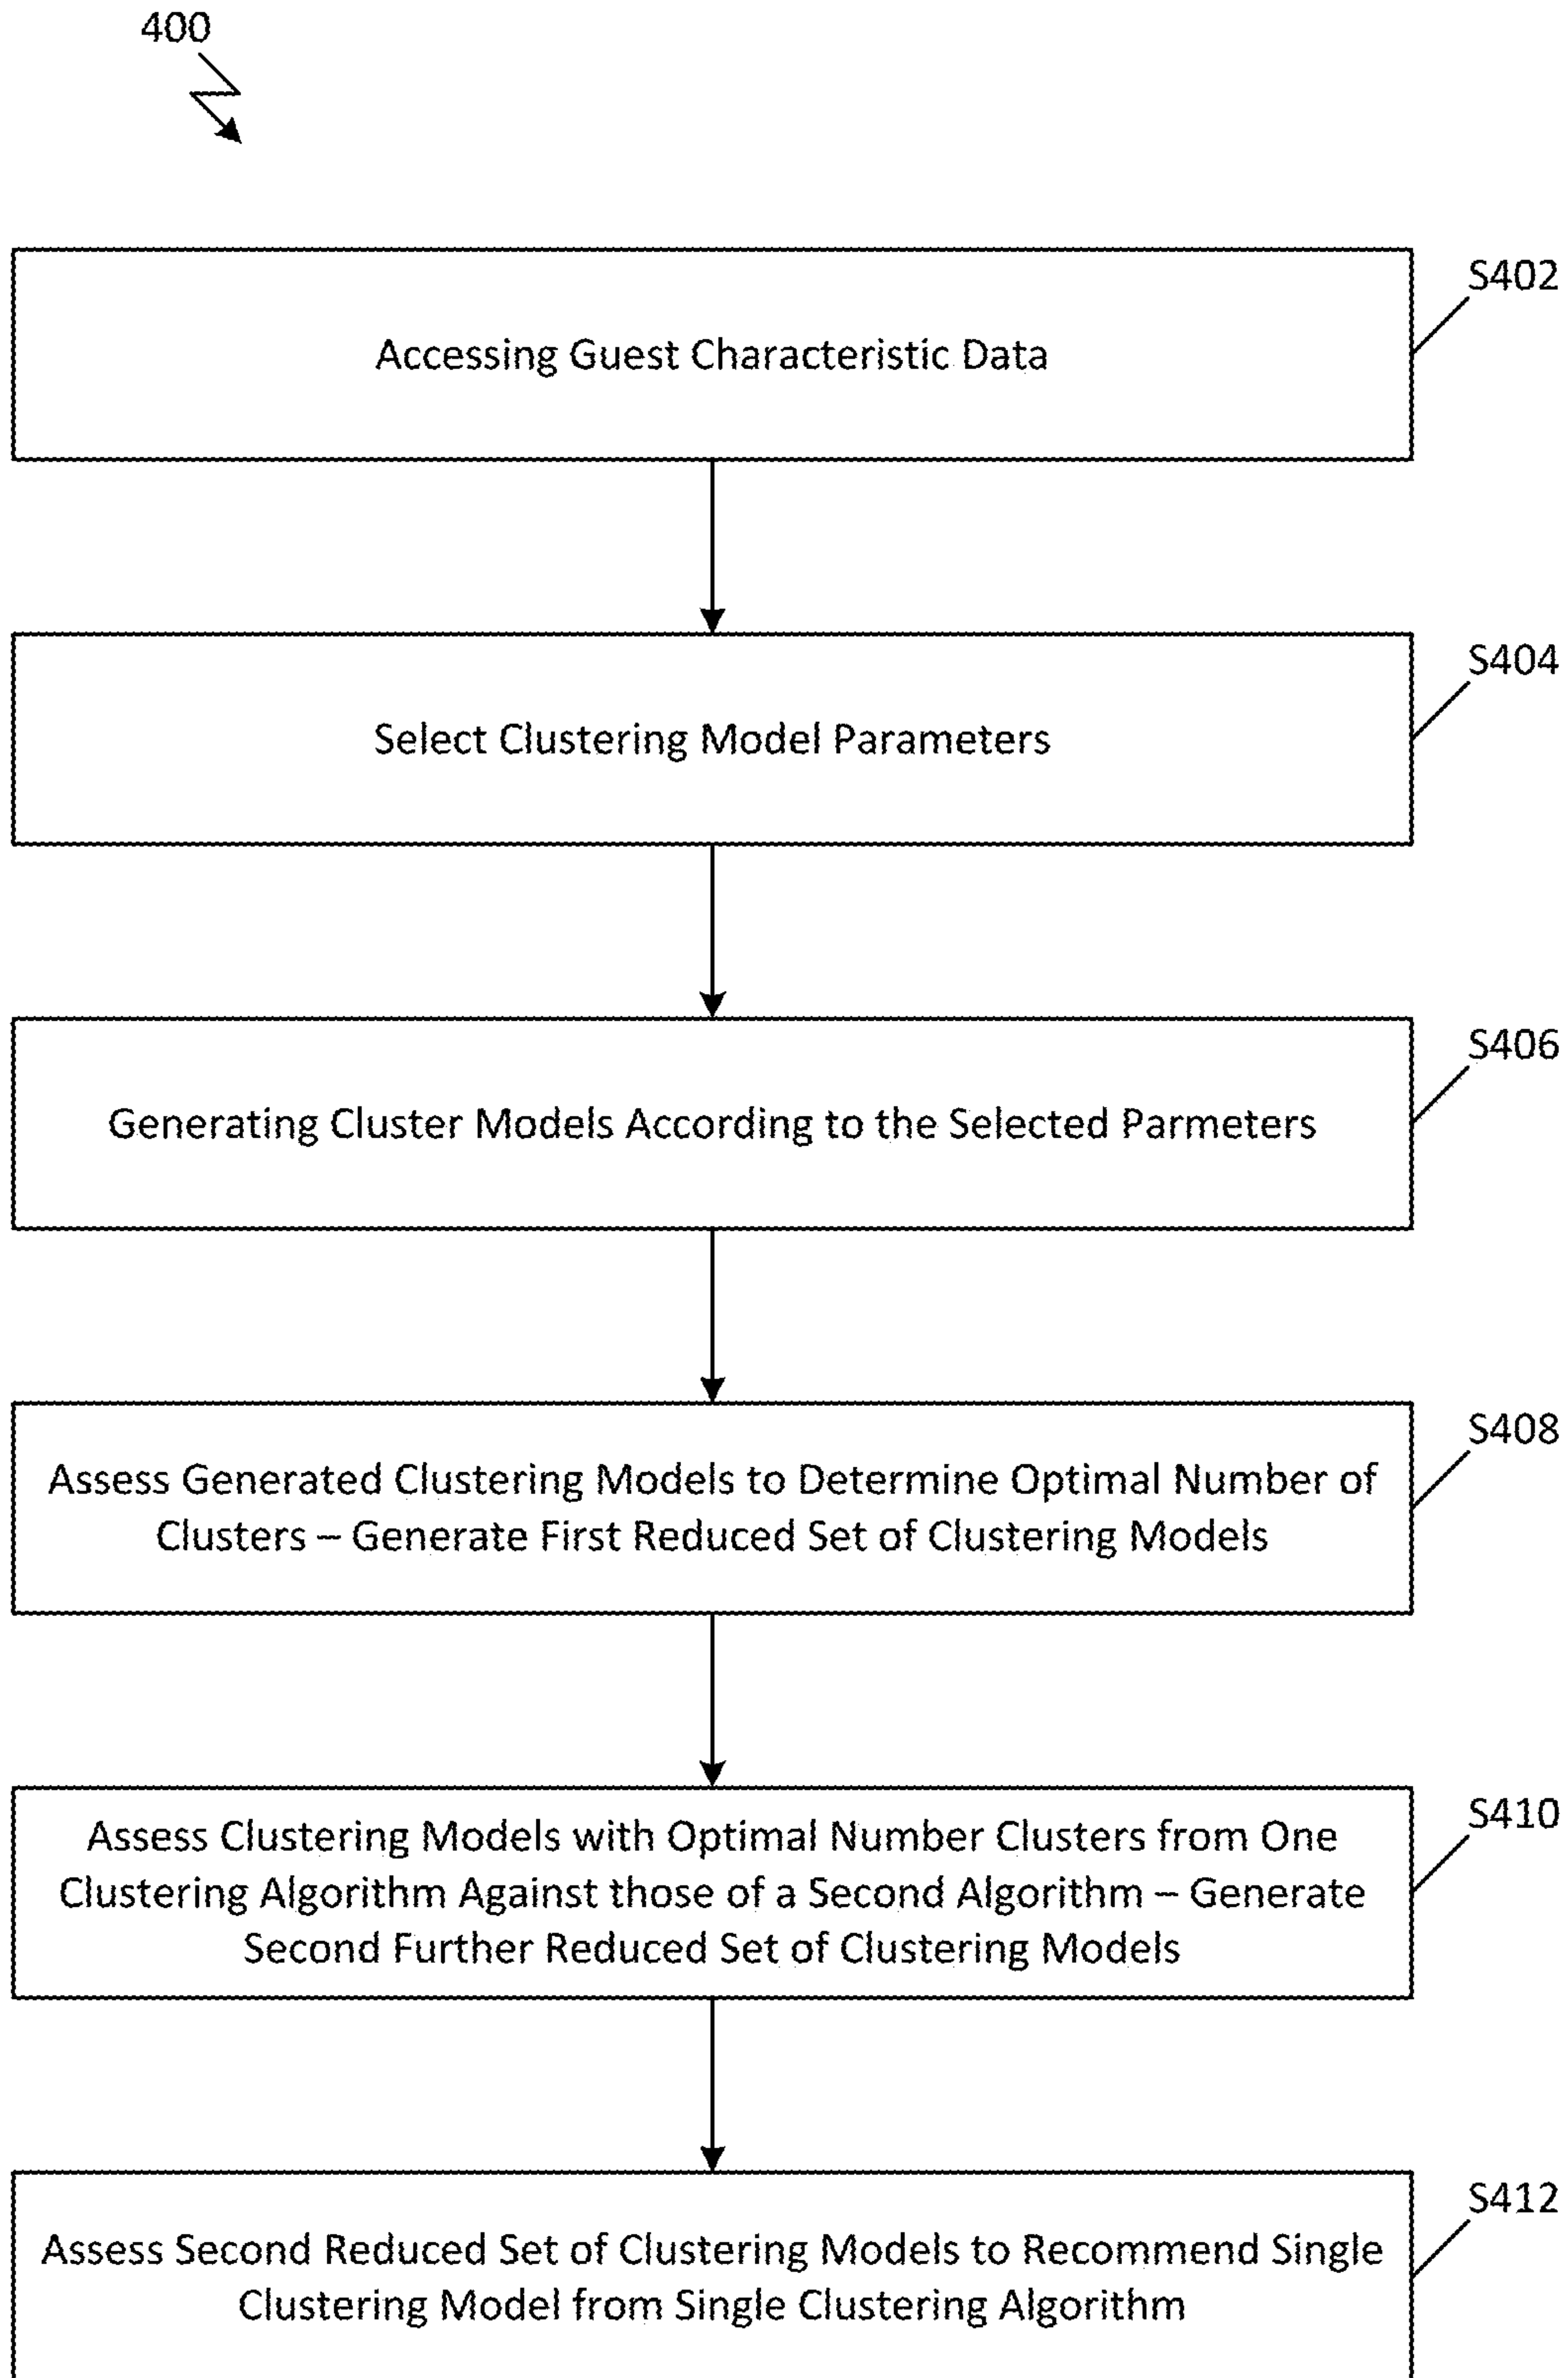 400
S402
Accessing Guest Characteristic Data
S404
Select Clustering Model Parameters
S406
Generating Cluster Models According to the Selected Parmeters
S408
Assess Generated Clustering Models to Determine Optimal Number of
Clusters – Generate First Reduced Set of Clustering Models
S410
Assess Clustering Models with Optimal Number Clusters from One
Clustering Algorithm Against those of a Second Algorithm – Generate
Second Further Reduced Set of Clustering Models
S412
Assess Second Reduced Set of Clustering Models to Recommend Single
Clustering Model from Single Clustering Algorithm